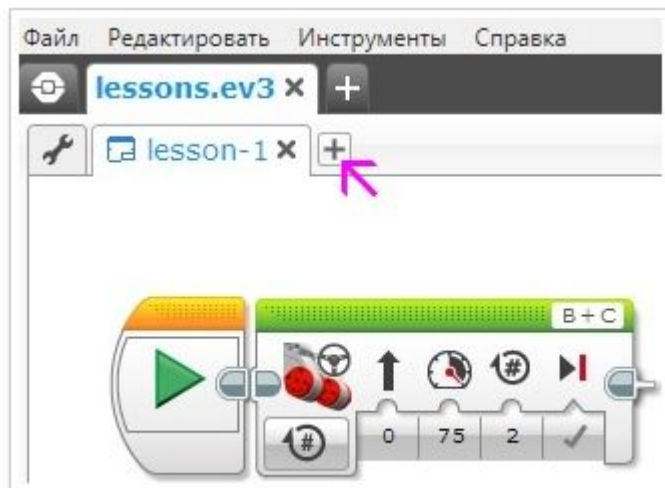 Файл Редактировать Инструменты Справка
lessons.ev3
lesson-1
B+C
#
#
0 75 2